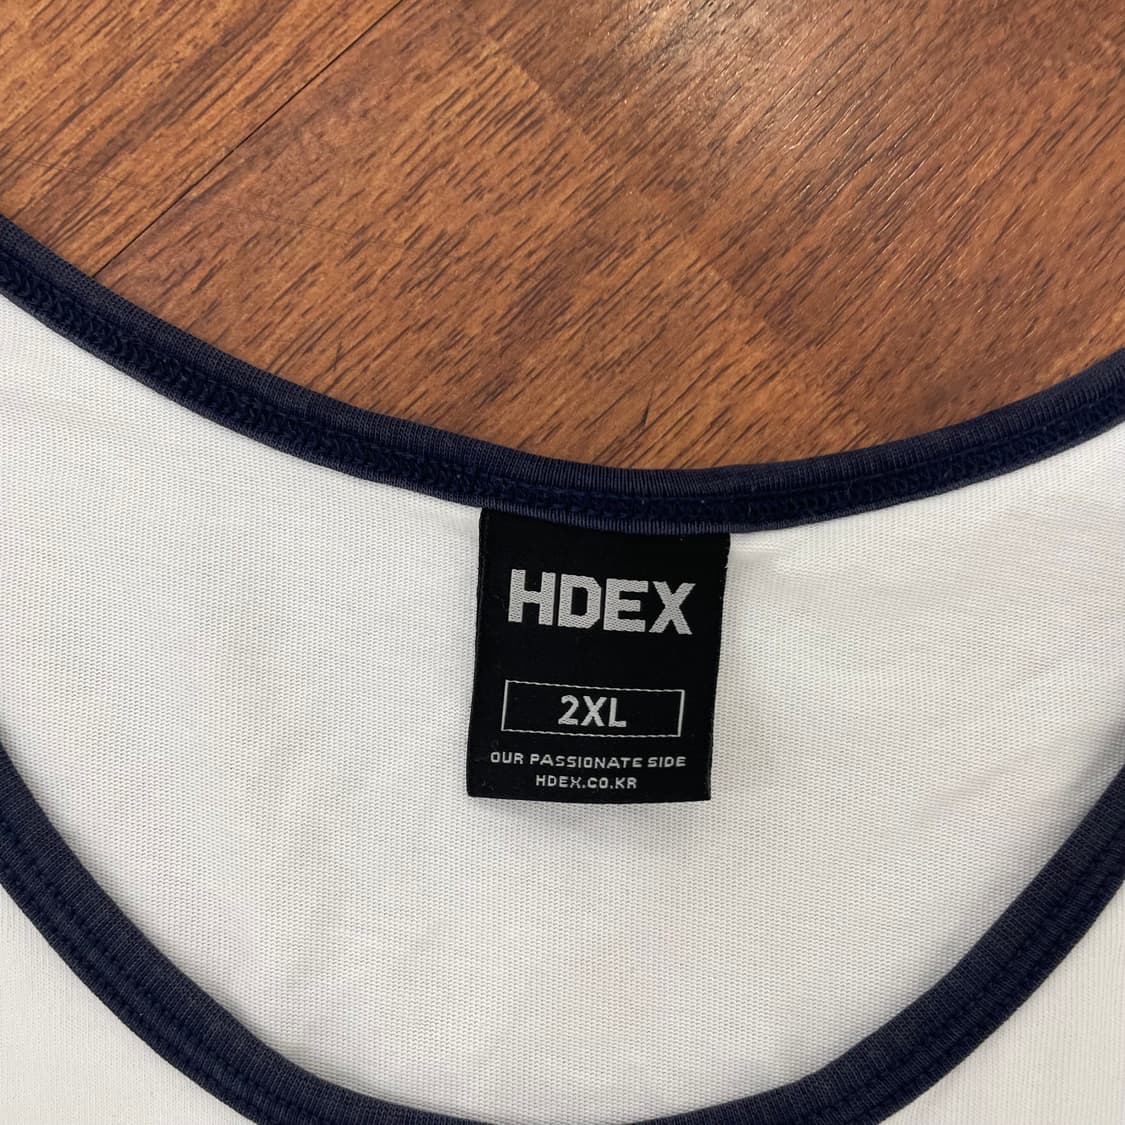 HDEX
2XL
OUR PASSIONATE SIDE
HDEX.CO.KR